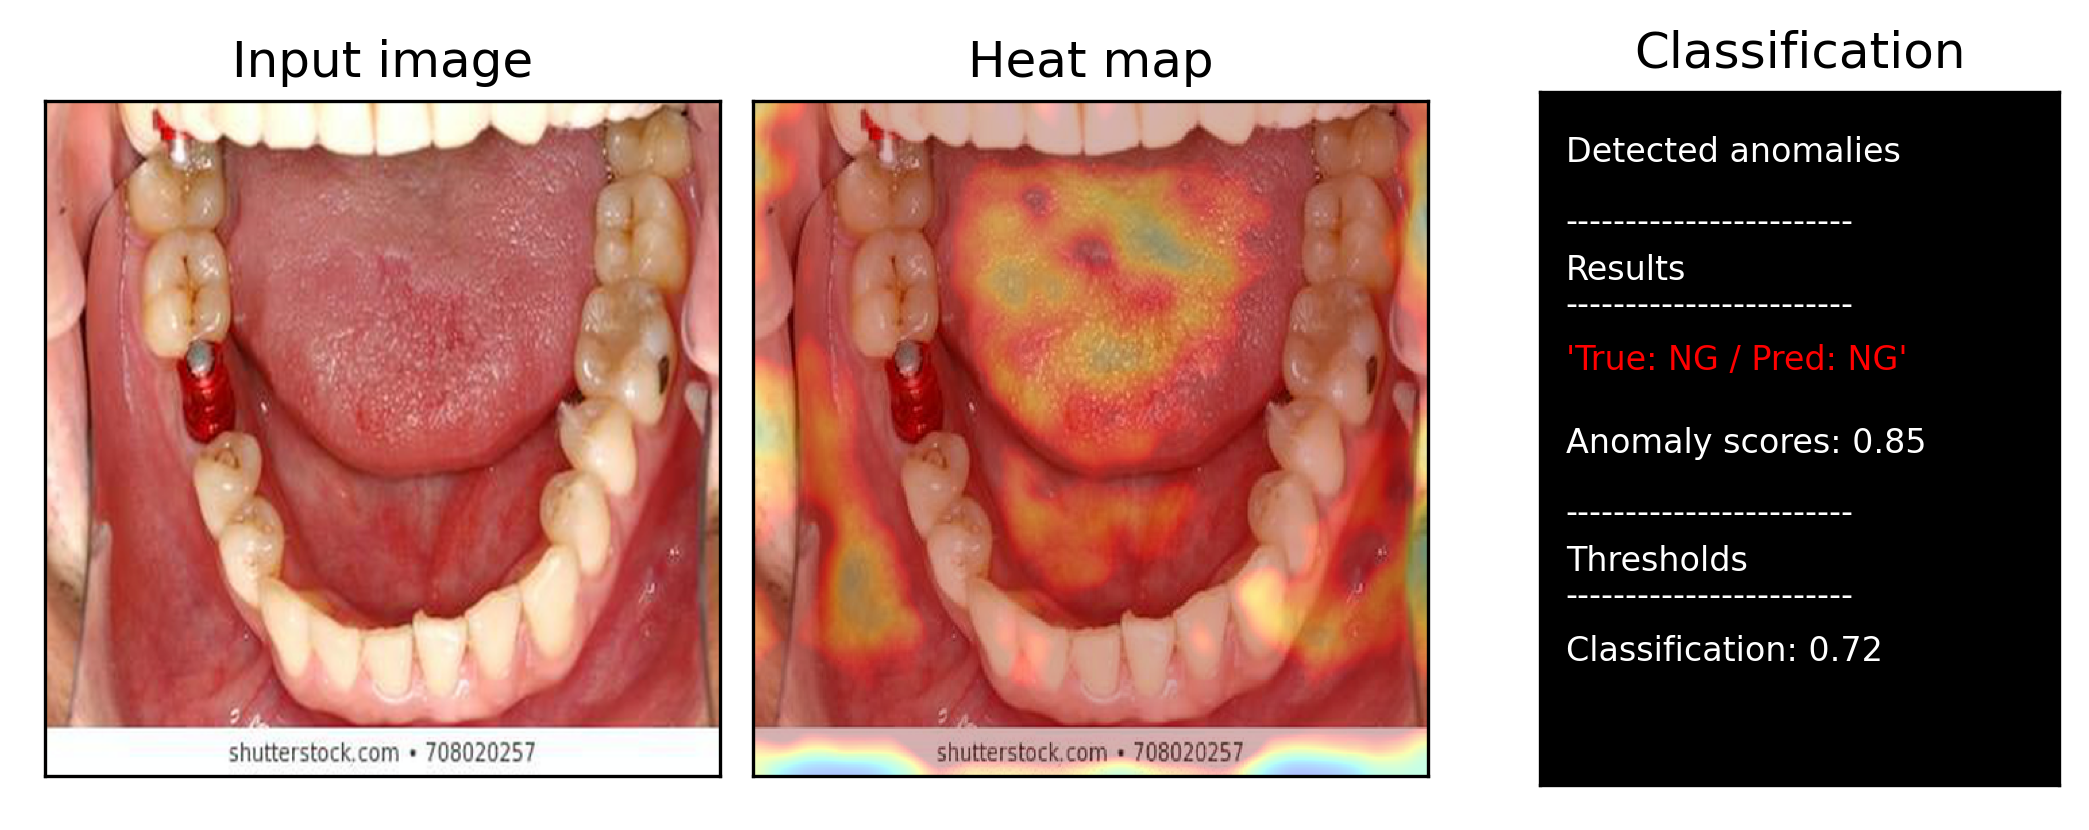 Input image
Heat map
Classification
shutterstock.com • 708020257
shutterstock.com • 708020257
Detected anomalies
------------------------
Results
------------------------
'True: NG / Pred: NG'
Anomaly scores: 0.85
------------------------
Thresholds
------------------------
Classification: 0.72